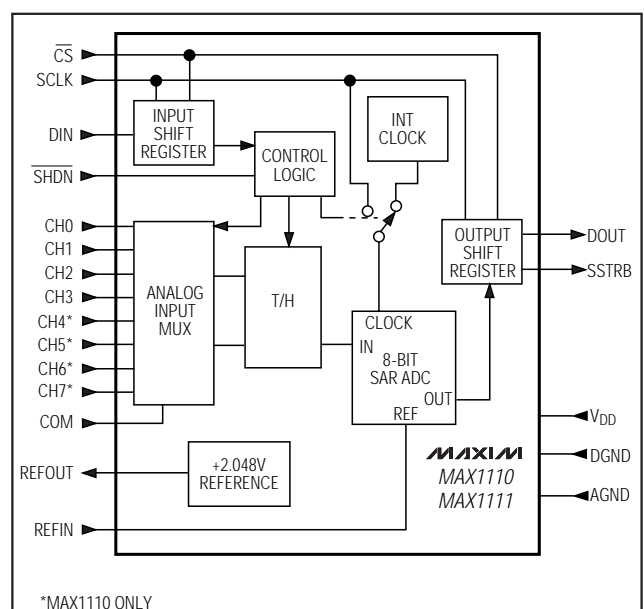 CS
SCLK
DIN
SHDN
CH0
CH1
CH2
CH3
CH4*
CH5*
CH6*
CH7*
COM
REFOUT
REFIN
INPUT
SHIFT
REGISTER
CONTROL
LOGIC
INT
CLOCK
ANALOG
INPUT
MUX
T/H
CLOCK
IN
8-BIT
SAR ADC
OUT
REF
OUTPUT
SHIFT
REGISTER
DOUT
SSTRB
+2.048V
REFERENCE
MAXIM
MAX1110
MAX1111
VDD
DGND
AGND
*MAX1110 ONLY